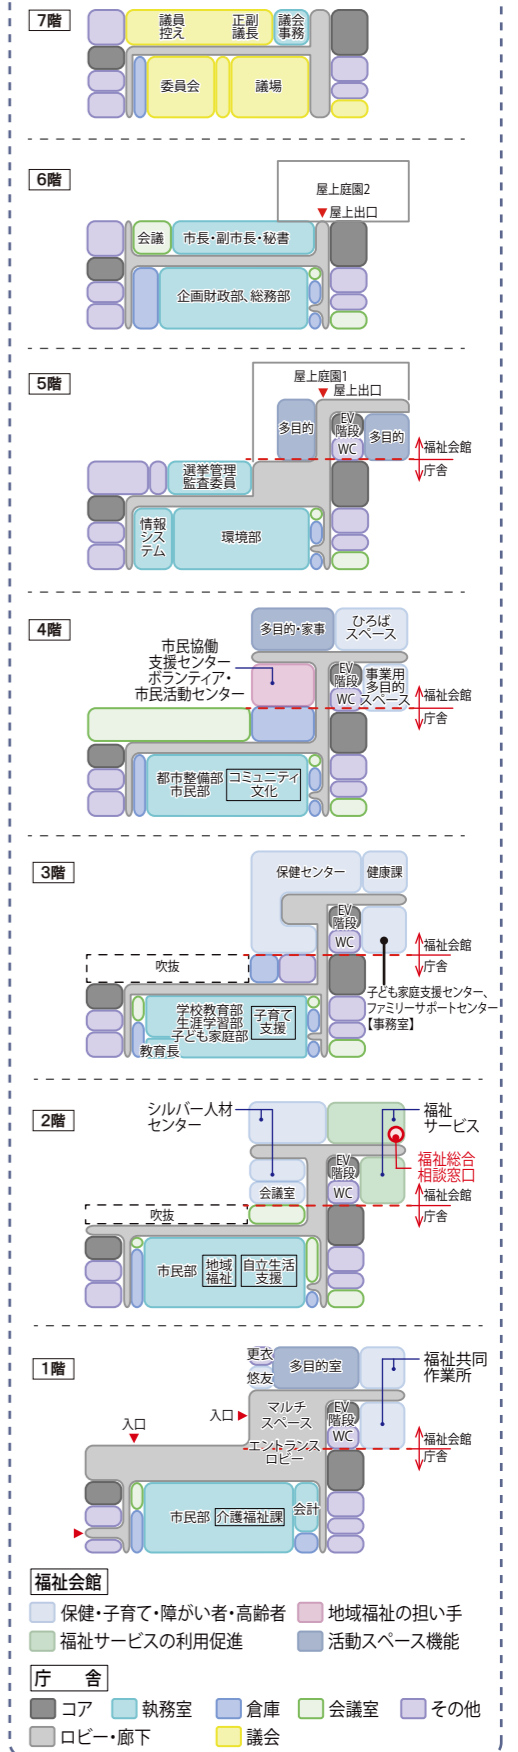 7階
議員
控え
正副
議長
議会
事務
委員会
議場
6階
屋上庭園2
▼屋上出口
会議
市長・副市長・秘書
企画財政部、総務部
5階
屋上庭園1
▼屋上出口
多目的
EV
階段
WC
多目的
福祉会館
庁舎
選挙管理
監査委員
情報
シス
テム
環境部
4階
多目的・家事
ひろば
スペース
市民協働
支援センター
ボランティア・
市民活動センター
EV
階段
WC
事業用
多目的
スペース
福祉会館
庁舎
都市整備部
市民部
コミュニティ
文化
3階
保健センター
健康課
EV
階段
WC
福祉会館
庁舎
吹抜
子ども家庭支援センター、
ファミリーサポートセンター
【事務室】
学校教育部
生涯学習部
子ども家庭部
子育て
支援
教育長
2階
シルバー人材
センター
福祉
サービス
福祉総合
相談窓口
EV
階段
WC
会議室
福祉会館
庁舎
吹抜
市民部
地域
福祉
自立生活
支援
1階
更衣
悠友
多目的室
福祉共同
作業所
入口
マルチ
スペース
入口
EV
階段
WC
エントランス
ロビー
福祉会館
庁舎
市民部
介護福祉課
会計
福祉会館
保健・子育て・障がい者・高齢者
地域福祉の担い手
福祉サービスの利用促進
活動スペース機能
庁 舎
コア
執務室
倉庫
会議室
その他
ロビー・廊下
議会